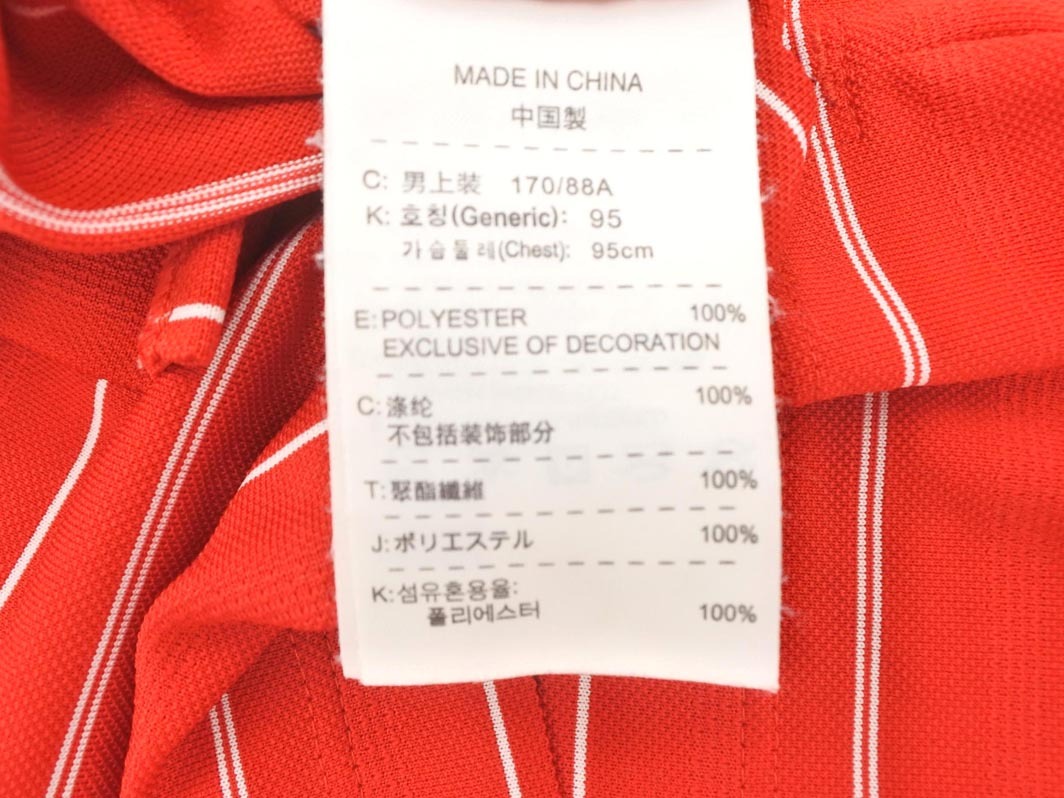 MADE IN CHINA
中国製
C: 男上装 170/88A
K: 호칭(Generic): 95
가슴둘레(Chest): 95cm
E: POLYESTER 100%
EXCLUSIVE OF DECORATION
C: 涤纶 100%
不包括装饰部分
T: 聚酯纖維 100%
J: ポリエステル 100%
K: 섬유혼용율:
폴리에스터 100%